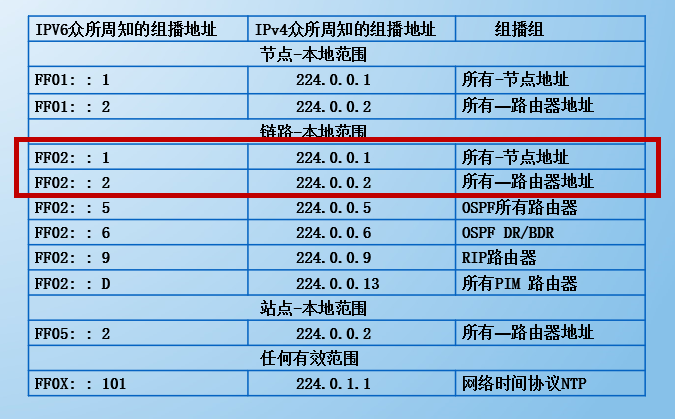 IPV6众所周知的组播地址 IPv4众所周知的组播地址 组播组
节点-本地范围
FF01: : 1 224.0.0.1 所有-节点地址
FF01: : 2 224.0.0.2 所有—路由器地址
链路-本地范围
FF02: : 1 224.0.0.1 所有-节点地址
FF02: : 2 224.0.0.2 所有—路由器地址
FF02: : 5 224.0.0.5 OSPF所有路由器
FF02: : 6 224.0.0.6 OSPF DR/BDR
FF02: : 9 224.0.0.9 RIP路由器
FF02: : D 224.0.0.13 所有PIM 路由器
站点-本地范围
FF05: : 2 224.0.0.2 所有—路由器地址
任何有效范围
FF0X: : 101 224.0.1.1 网络时间协议NTP